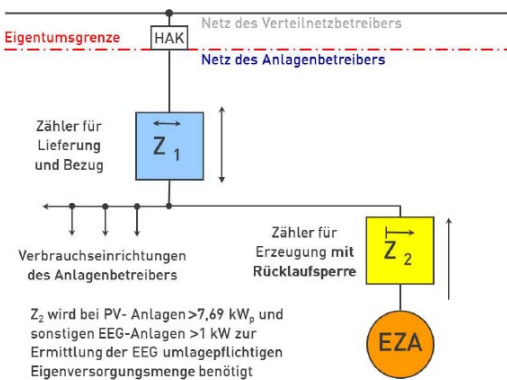 Netz des Verteilnetzbetreibers
Eigentumsgrenze
HAK
Netz des Anlagenbetreibers
Zähler für
Lieferung
und Bezug
Z 1
Zähler für
Erzeugung mit
Rücklaufsperre
Z 2
Verbrauchseinrichtungen
des Anlagenbetreibers
Z2 wird bei PV- Anlagen >7,69 kWp und
sonstigen EEG-Anlagen >1 kW zur
Ermittlung der EEG umlagepflichtigen
Eigenversorgungsmenge benötigt
EZA